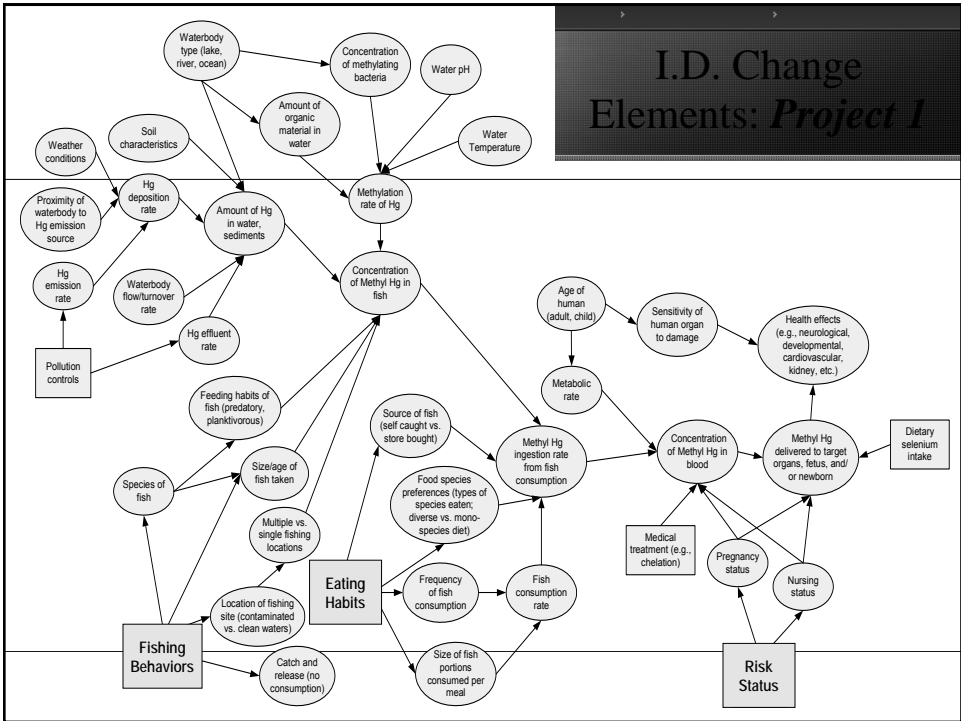 I.D. Change
Elements: Project 1
Waterbody
type (lake,
river, ocean)
Concentration
of methylating
bacteria
Water pH
Amount of
organic
material in
water
Water
Temperature
Soil
characteristics
Weather
conditions
Hg
deposition
rate
Proximity of
waterbody to
Hg emission
source
Amount of Hg
in water,
sediments
Methylation
rate of Hg
Hg
emission
rate
Waterbody
flow/turnover
rate
Concentration
of Methyl Hg in
fish
Hg effluent
rate
Pollution
controls
Age of
human
(adult, child)
Sensitivity of
human organ
to damage
Health effects
(e.g., neurological,
developmental,
cardiovascular,
kidney, etc.)
Metabolic
rate
Feeding habits of
fish (predatory,
planktivorous)
Source of fish
(self caught vs.
store bought)
Methyl Hg
ingestion rate
from fish
consumption
Concentration
of Methyl Hg in
blood
Methyl Hg
delivered to target
organs, fetus, and/
or newborn
Dietary
selenium
intake
Species of
fish
Size/age of
fish taken
Food species
preferences (types of
species eaten;
diverse vs. mono-
species diet)
Multiple vs.
single fishing
locations
Medical
treatment (e.g.,
chelation)
Pregnancy
status
Nursing
status
Eating
Habits
Frequency
of fish
consumption
Fish
consumption
rate
Location of fishing
site (contaminated
vs. clean waters)
Fishing
Behaviors
Catch and
release (no
consumption)
Size of fish
portions
consumed per
meal
Risk
Status